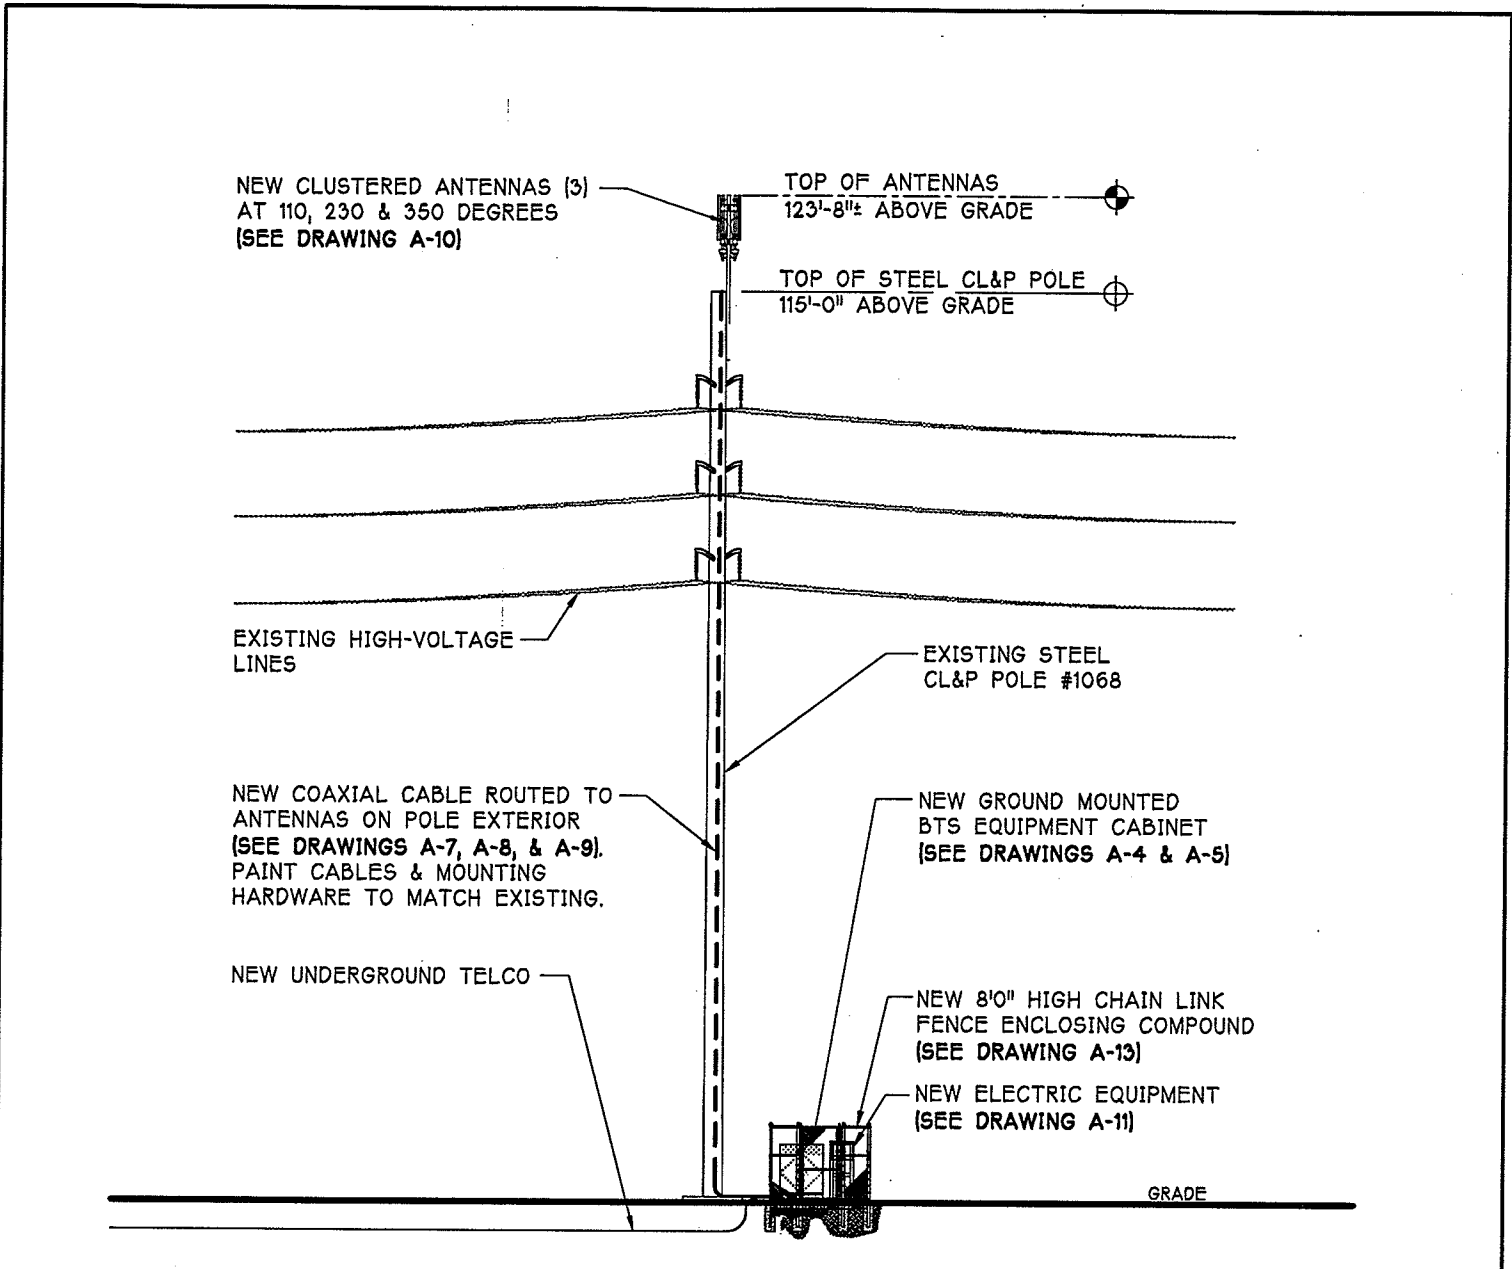 NEW CLUSTERED ANTENNAS (3)
AT 110, 230 & 350 DEGREES
(SEE DRAWING A-10)
TOP OF ANTENNAS
123'-8"± ABOVE GRADE
TOP OF STEEL CL&P POLE
115'-0" ABOVE GRADE
EXISTING HIGH-VOLTAGE
LINES
EXISTING STEEL
CL&P POLE #1068
NEW COAXIAL CABLE ROUTED TO
ANTENNAS ON POLE EXTERIOR
(SEE DRAWINGS A-7, A-8, & A-9).
PAINT CABLES & MOUNTING
HARDWARE TO MATCH EXISTING.
NEW GROUND MOUNTED
BTS EQUIPMENT CABINET
(SEE DRAWINGS A-4 & A-5)
NEW UNDERGROUND TELCO
NEW 8'0" HIGH CHAIN LINK
FENCE ENCLOSING COMPOUND
(SEE DRAWING A-13)
NEW ELECTRIC EQUIPMENT
(SEE DRAWING A-11)
GRADE